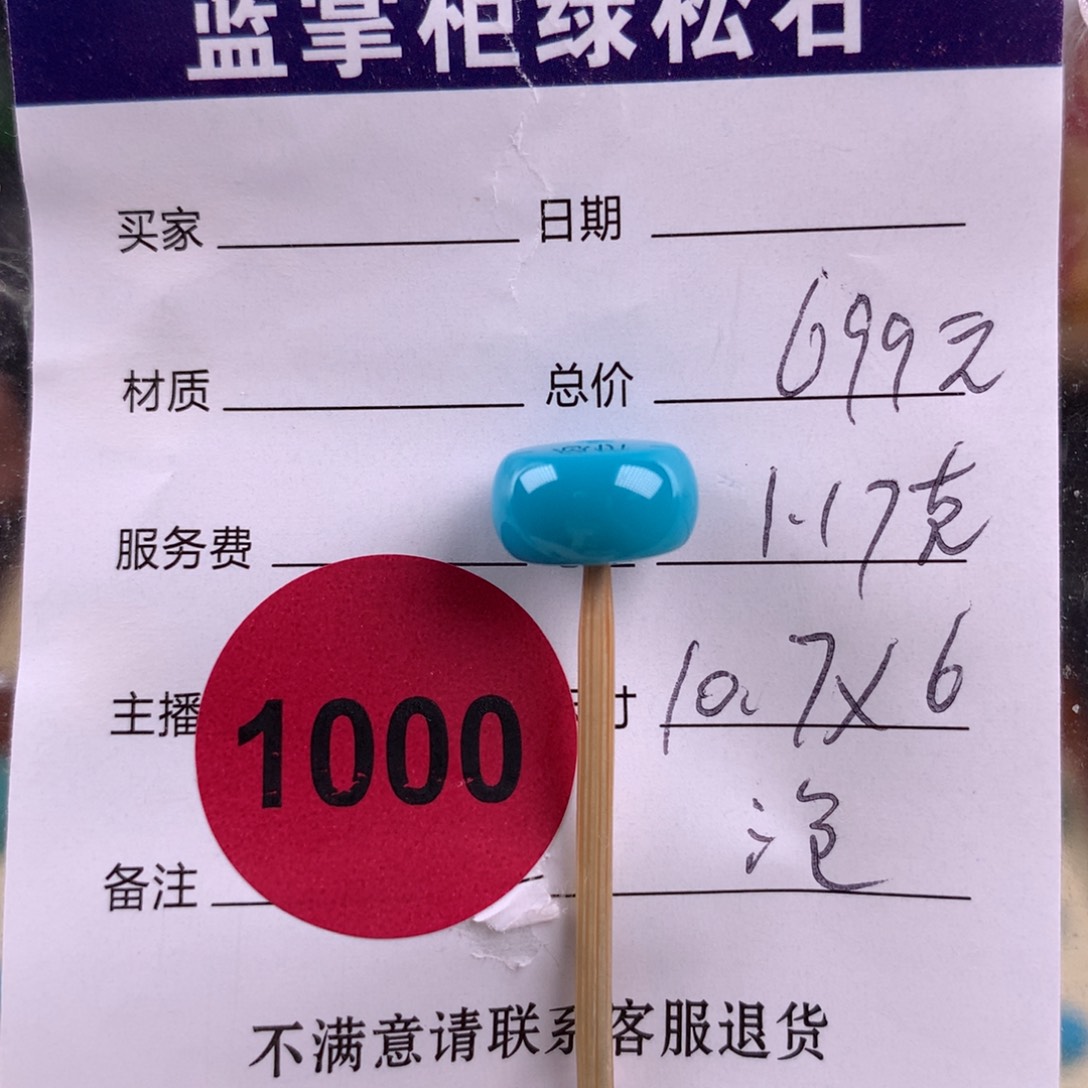 蓝掌柜绿松石
买家 日期
材质 总价 699元
服务费 1.17克
主播 寸 10.7X6
1000
泡
备注
不满意请联系客服退货